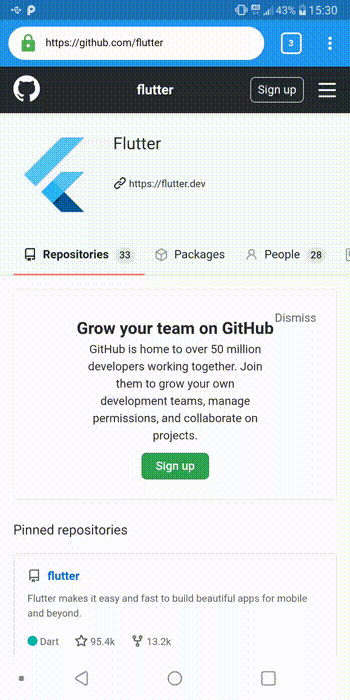 43% 15:30
https://github.com/flutter
3
flutter
Sign up
Flutter
https://flutter.dev
Repositories 33 Packages People 28
Dismiss
Grow your team on GitHub
GitHub is home to over 50 million
developers working together. Join
them to grow your own
development teams, manage
permissions, and collaborate on
projects.
Sign up
Pinned repositories
flutter
Flutter makes it easy and fast to build beautiful apps for mobile
and beyond.
Dart 95.4k 13.2k